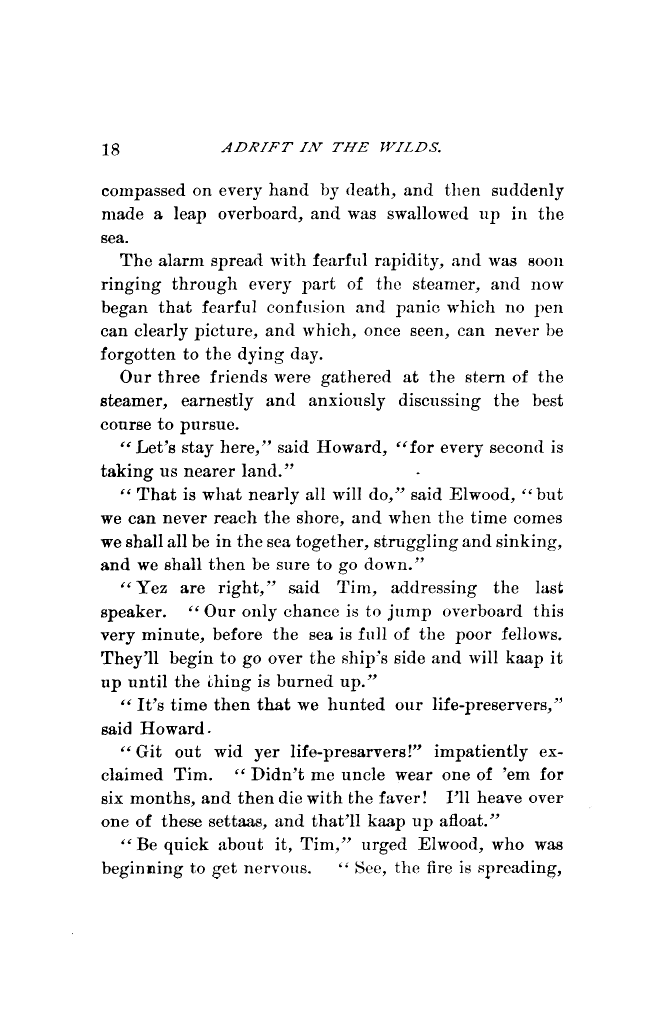 18 ADRIFT IN THE WILDS.
compassed on every hand by death, and then suddenly
made a leap overboard, and was swallowed up in the
sea.
The alarm spread with fearful rapidity, and was soon
ringing through every part of the steamer, and now
began that fearful confusion and panic which no pen
can clearly picture, and which, once seen, can never be
forgotten to the dying day.
Our three friends were gathered at the stern of the
steamer, earnestly and anxiously discussing the best
course to pursue.
“Let’s stay here,” said Howard, “for every second is
taking us nearer land.”
“That is what nearly all will do,” said Elwood, “but
we can never reach the shore, and when the time comes
we shall all be in the sea together, struggling and sinking,
and we shall then be sure to go down.”
“Yez are right,” said Tim, addressing the last
speaker. “Our only chance is to jump overboard this
very minute, before the sea is full of the poor fellows.
They’ll begin to go over the ship’s side and will kaap it
up until the thing is burned up.”
“It’s time then that we hunted our life-preservers,”
said Howard.
“Git out wid yer life-presarvers!” impatiently ex-
claimed Tim. “Didn’t me uncle wear one of ’em for
six months, and then die with the faver! I’ll heave over
one of these settaas, and that’ll kaap up afloat.”
“Be quick about it, Tim,” urged Elwood, who was
beginning to get nervous. “See, the fire is spreading,